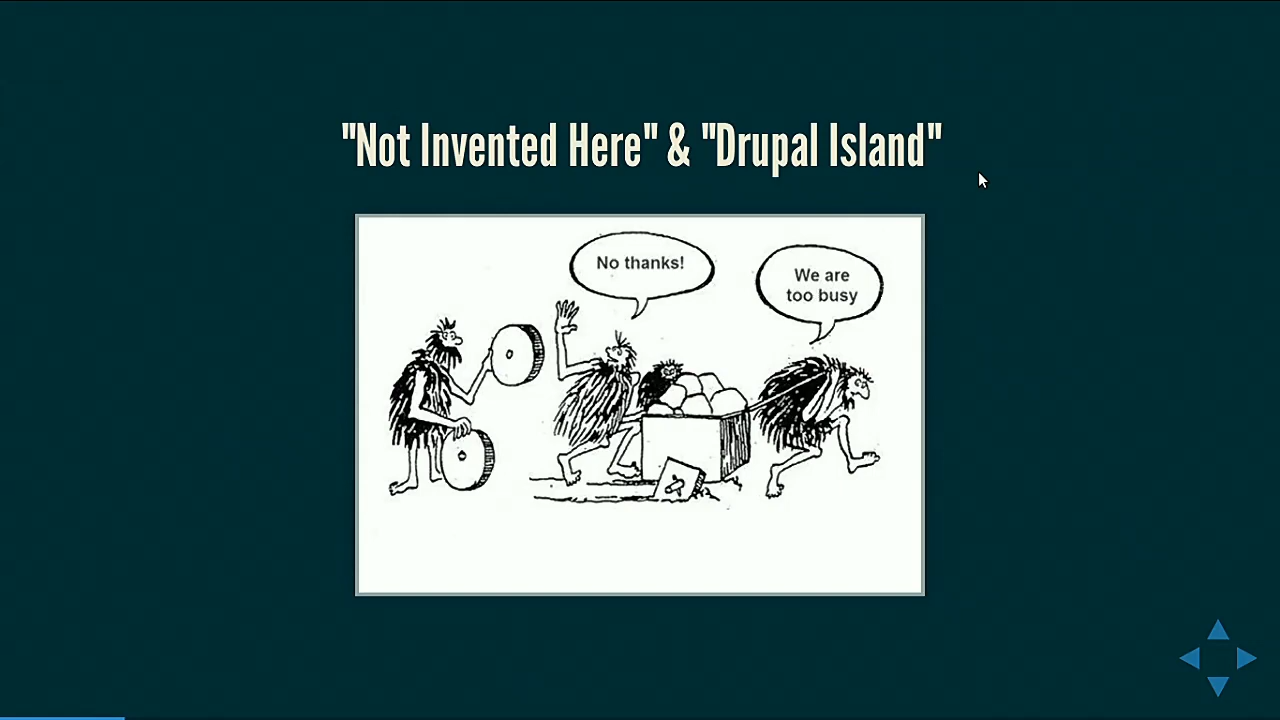 "Not Invented Here" & "Drupal Island"
No thanks!
We are
too busy